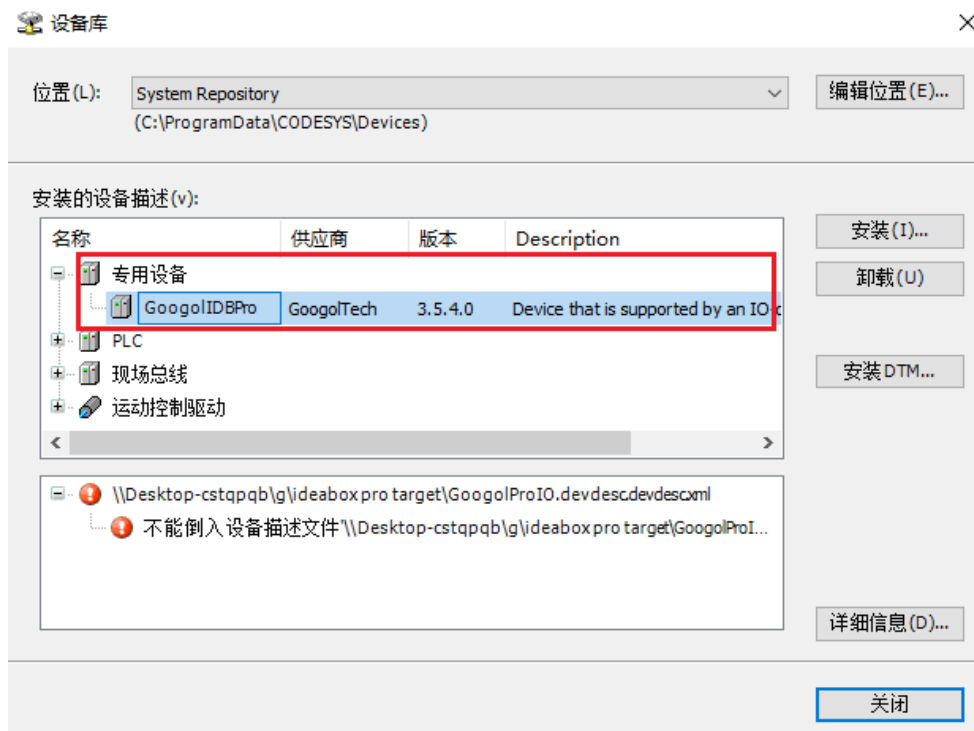 设备库
位置(L): System Repository 编辑位置(E)...
(C:\ProgramData\CODESYS\Devices)
安装的设备描述(v):
名称 供应商 版本 Description 安装(I)...
专用设备 卸载(U)
GoogolIDBPro GoogolTech 3.5.4.0 Device that is supported by an IO-
PLC
现场总线 安装DTM...
运动控制驱动
\\Desktop-cstqpqb\g\ideabox pro target\GoogolProIO.devdesc.devdesc.xml
不能倒入设备描述文件'\\Desktop-cstqpqb\g\ideabox pro target\GoogolProI...
详细信息(D)...
关闭